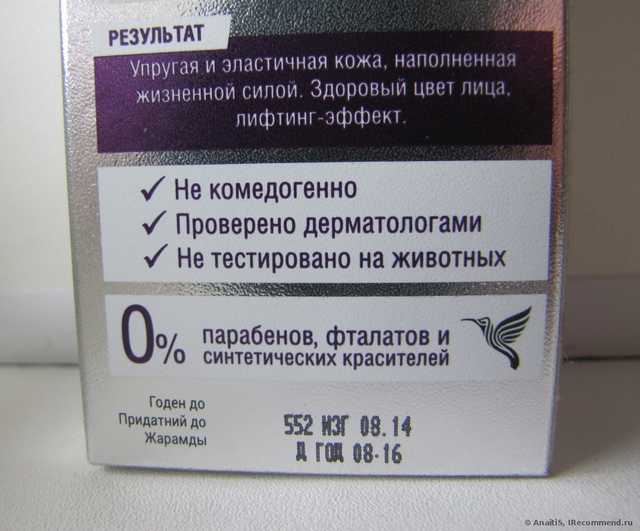 РЕЗУЛЬТАТ
Упругая и эластичная кожа, наполненная
жизненной силой. Здоровый цвет лица,
лифтинг-эффект.
Не комедогенно
Проверено дерматологами
Не тестировано на животных
0% парабенов, фталатов и
синтетических красителей
Годен до
Придатний до
Жарамды
552 ИЗГ 08.14
Д ГОД 08-16
© Anait15, IRecommend.ru